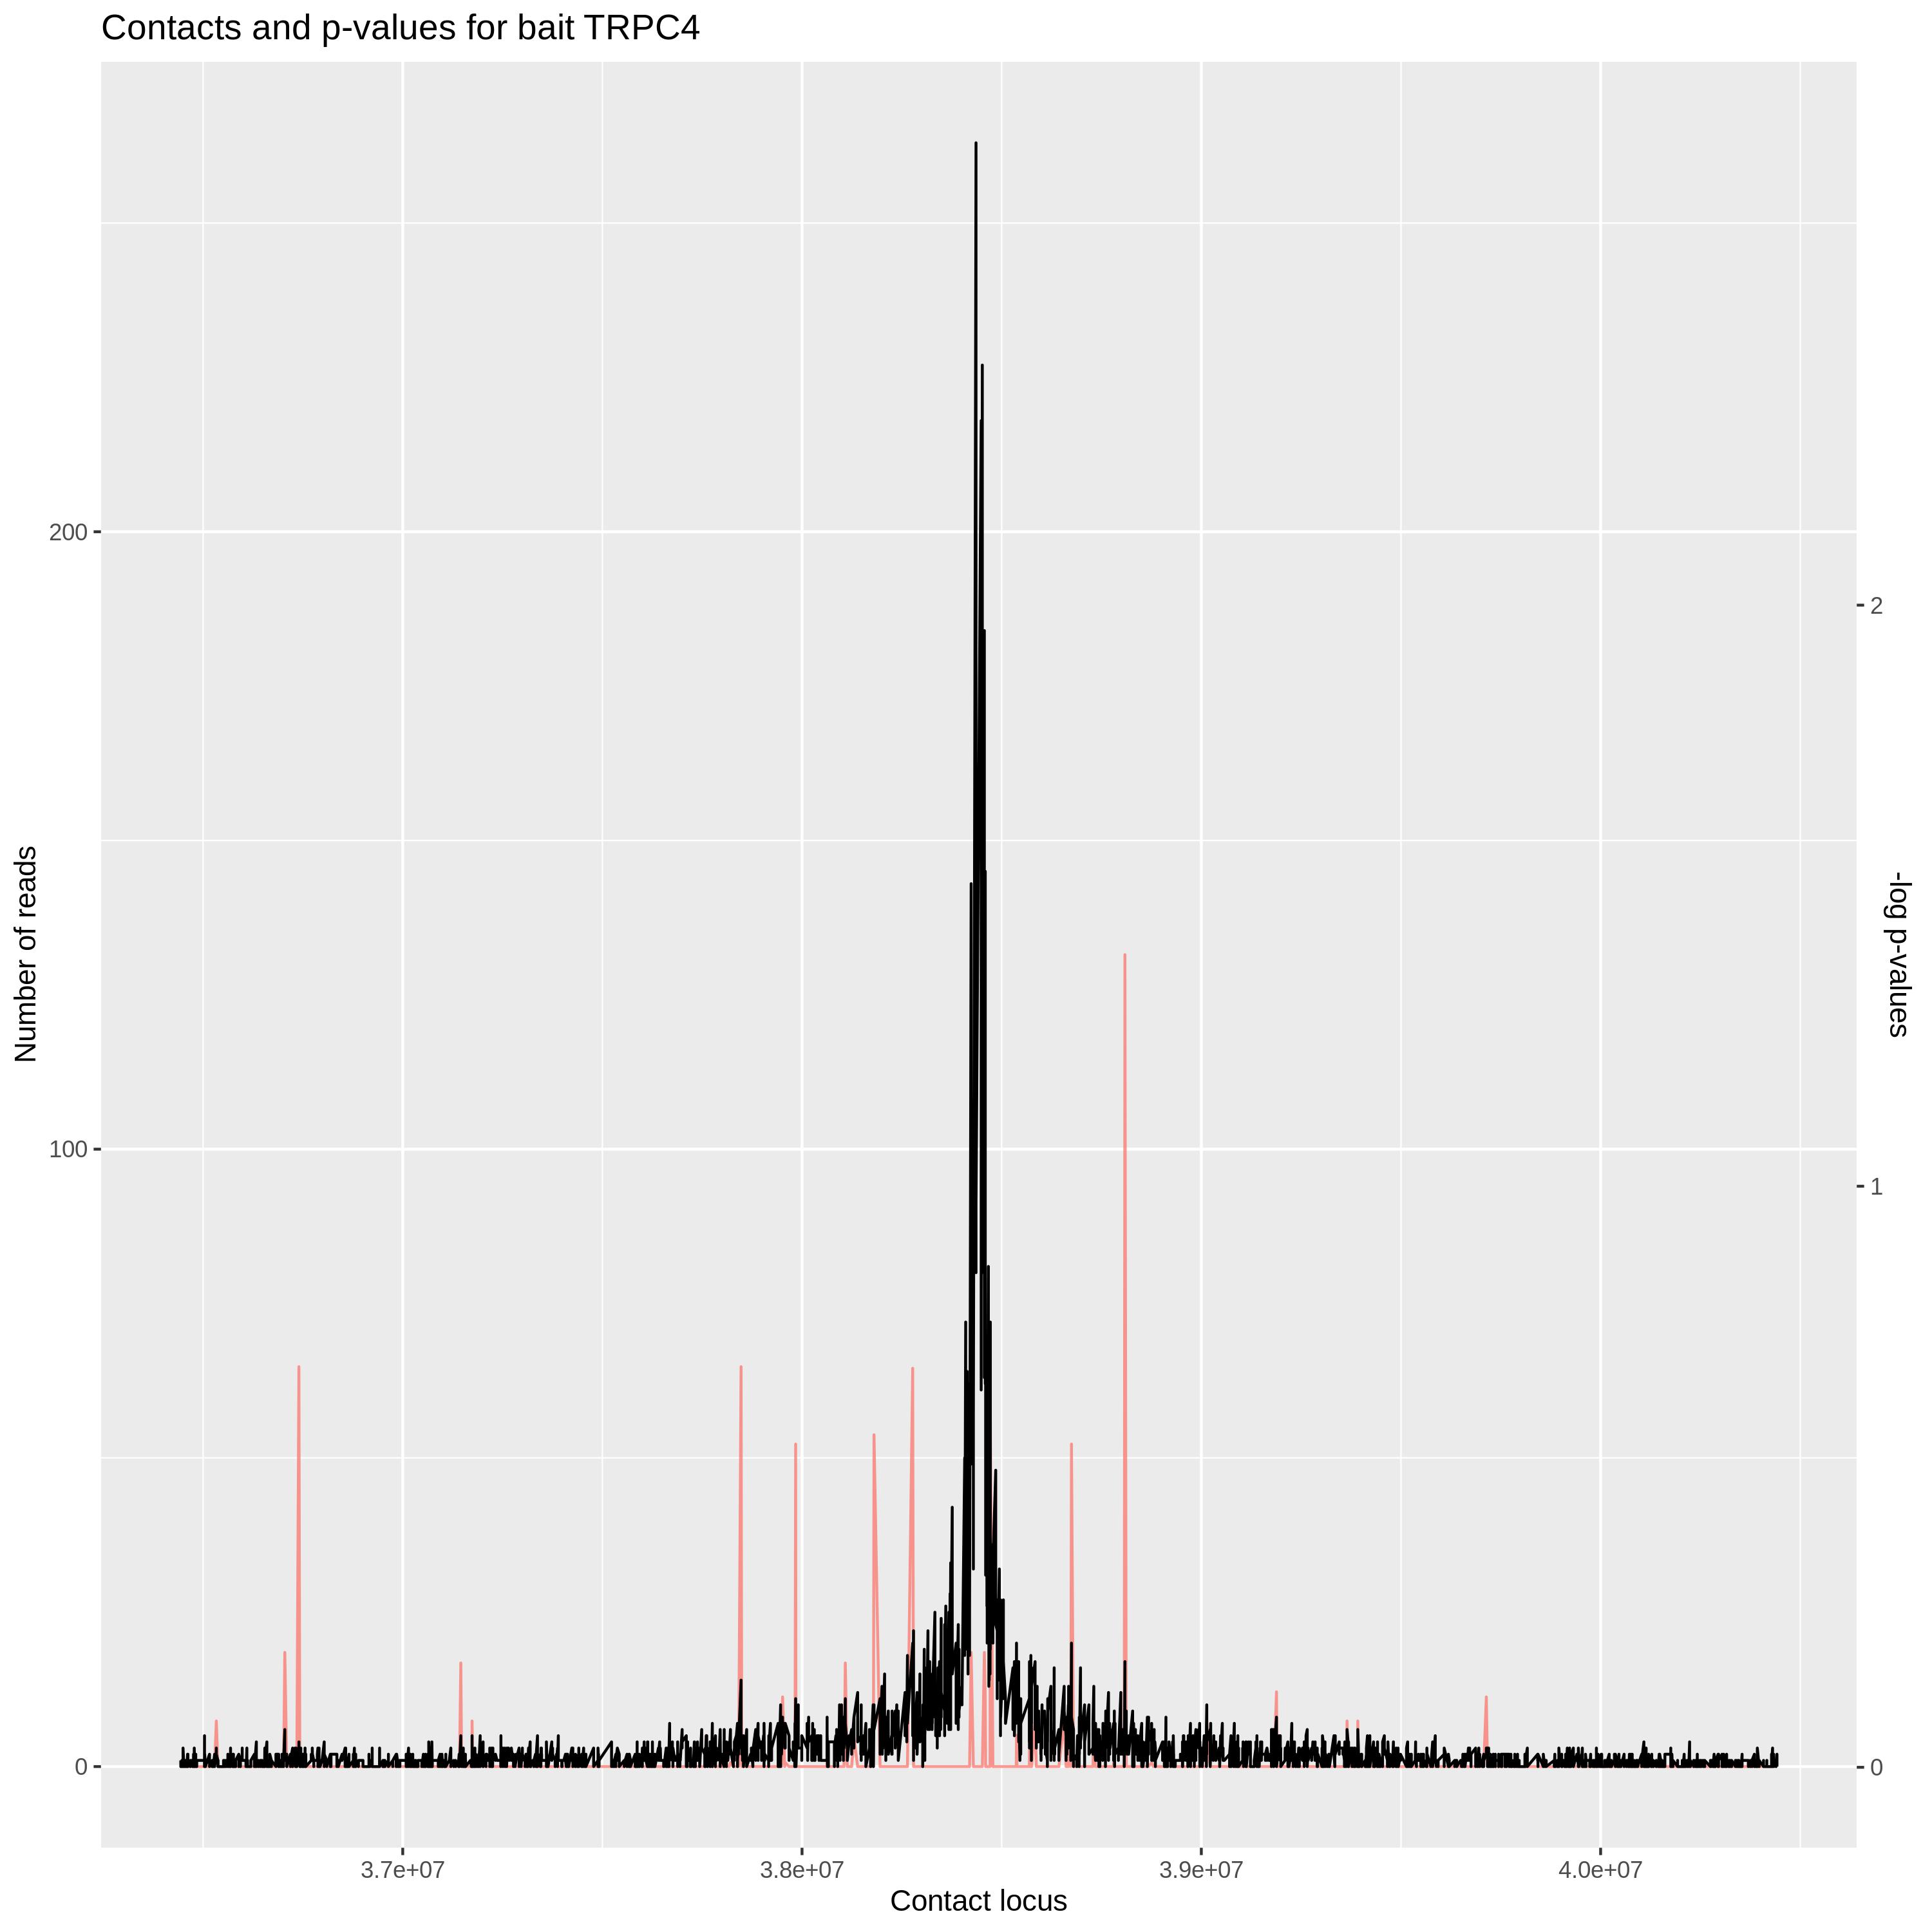 Contacts and p-values for bait TRPC4
Number of reads
200
100
0
2
1
0
-log p-values
3.7e+07 3.8e+07 3.9e+07 4.0e+07
Contact locus